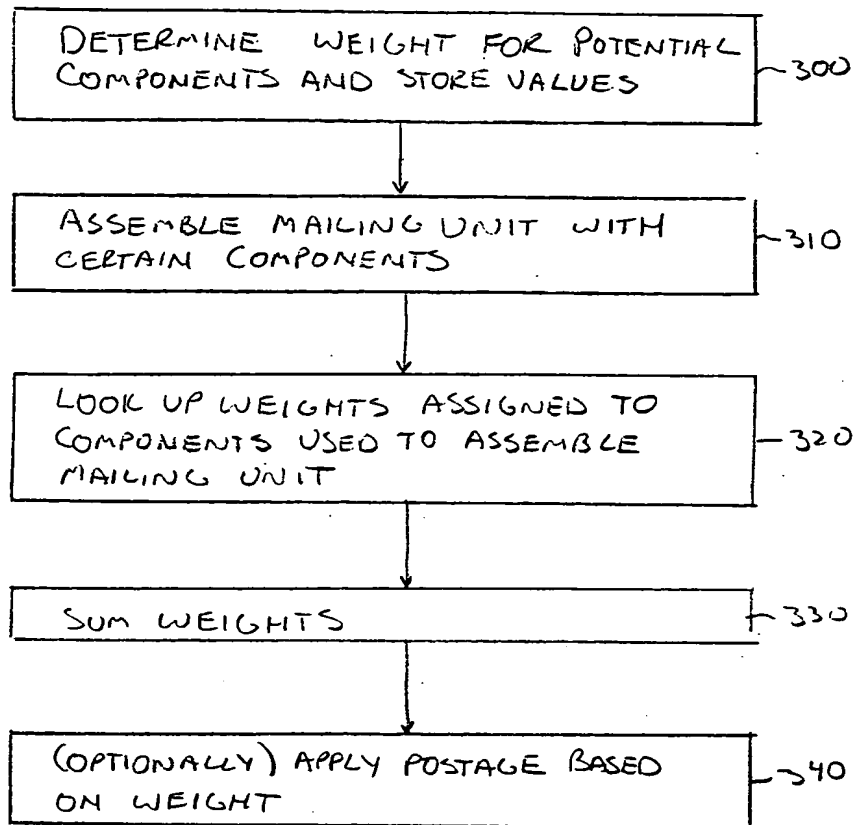 DETERMINE WEIGHT FOR POTENTIAL
COMPONENTS AND STORE VALUES
300
ASSEMBLE MAILING UNIT WITH
CERTAIN COMPONENTS
310
LOOK UP WEIGHTS ASSIGNED TO
COMPONENTS USED TO ASSEMBLE
MAILING UNIT
320
SUM WEIGHTS
330
(OPTIONALLY) APPLY POSTAGE BASED
ON WEIGHT
340